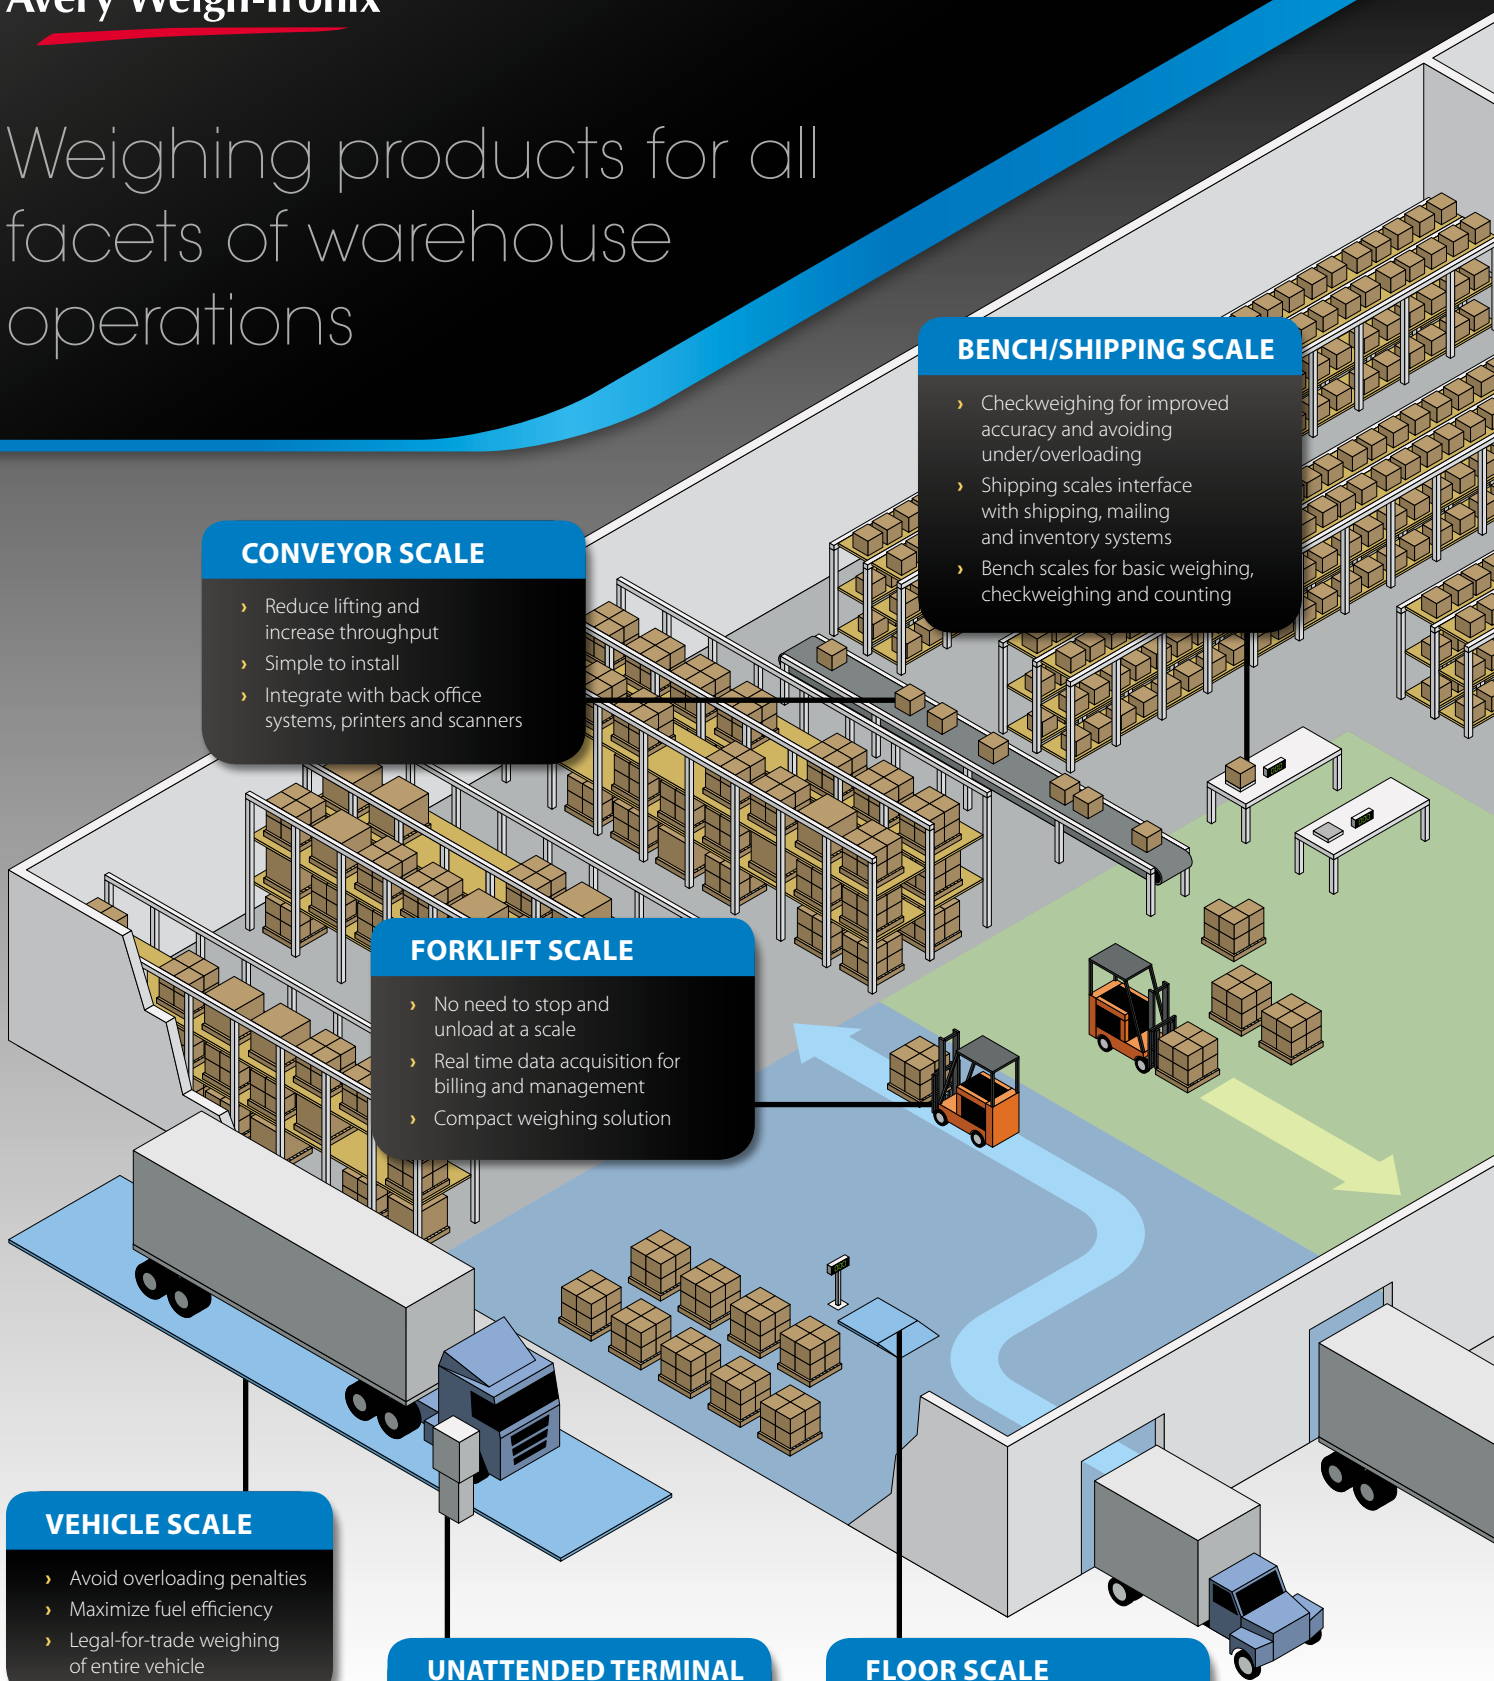 Avery Weigh-Tronix
Weighing products for all
facets of warehouse
operations
BENCH/SHIPPING SCALE
› Checkweighing for improved
accuracy and avoiding
under/overloading
› Shipping scales interface
with shipping, mailing
and inventory systems
› Bench scales for basic weighing,
checkweighing and counting
CONVEYOR SCALE
› Reduce lifting and
increase throughput
› Simple to install
› Integrate with back office
systems, printers and scanners
FORKLIFT SCALE
› No need to stop and
unload at a scale
› Real time data acquisition for
billing and management
› Compact weighing solution
VEHICLE SCALE
› Avoid overloading penalties
› Maximize fuel efficiency
› Legal-for-trade weighing
of entire vehicle
UNATTENDED TERMINAL
FLOOR SCALE